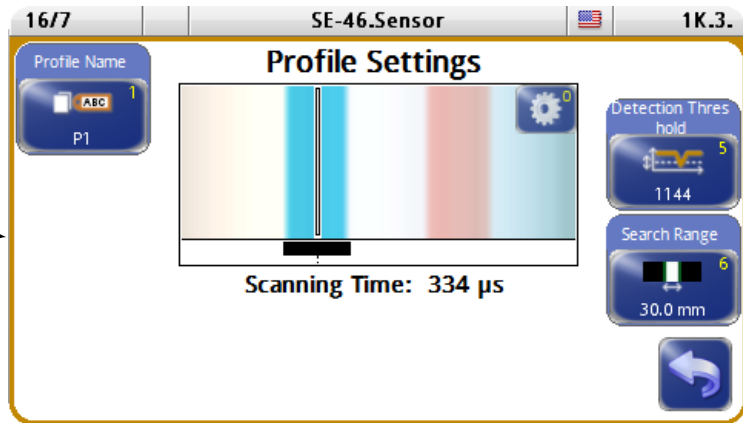 16/7
SE-46.Sensor
1K.3.
Profile Name
1
ABC
P1
Profile Settings
0
Detection Thres
hold
5
1144
Search Range
6
30.0 mm
Scanning Time: 334 µs